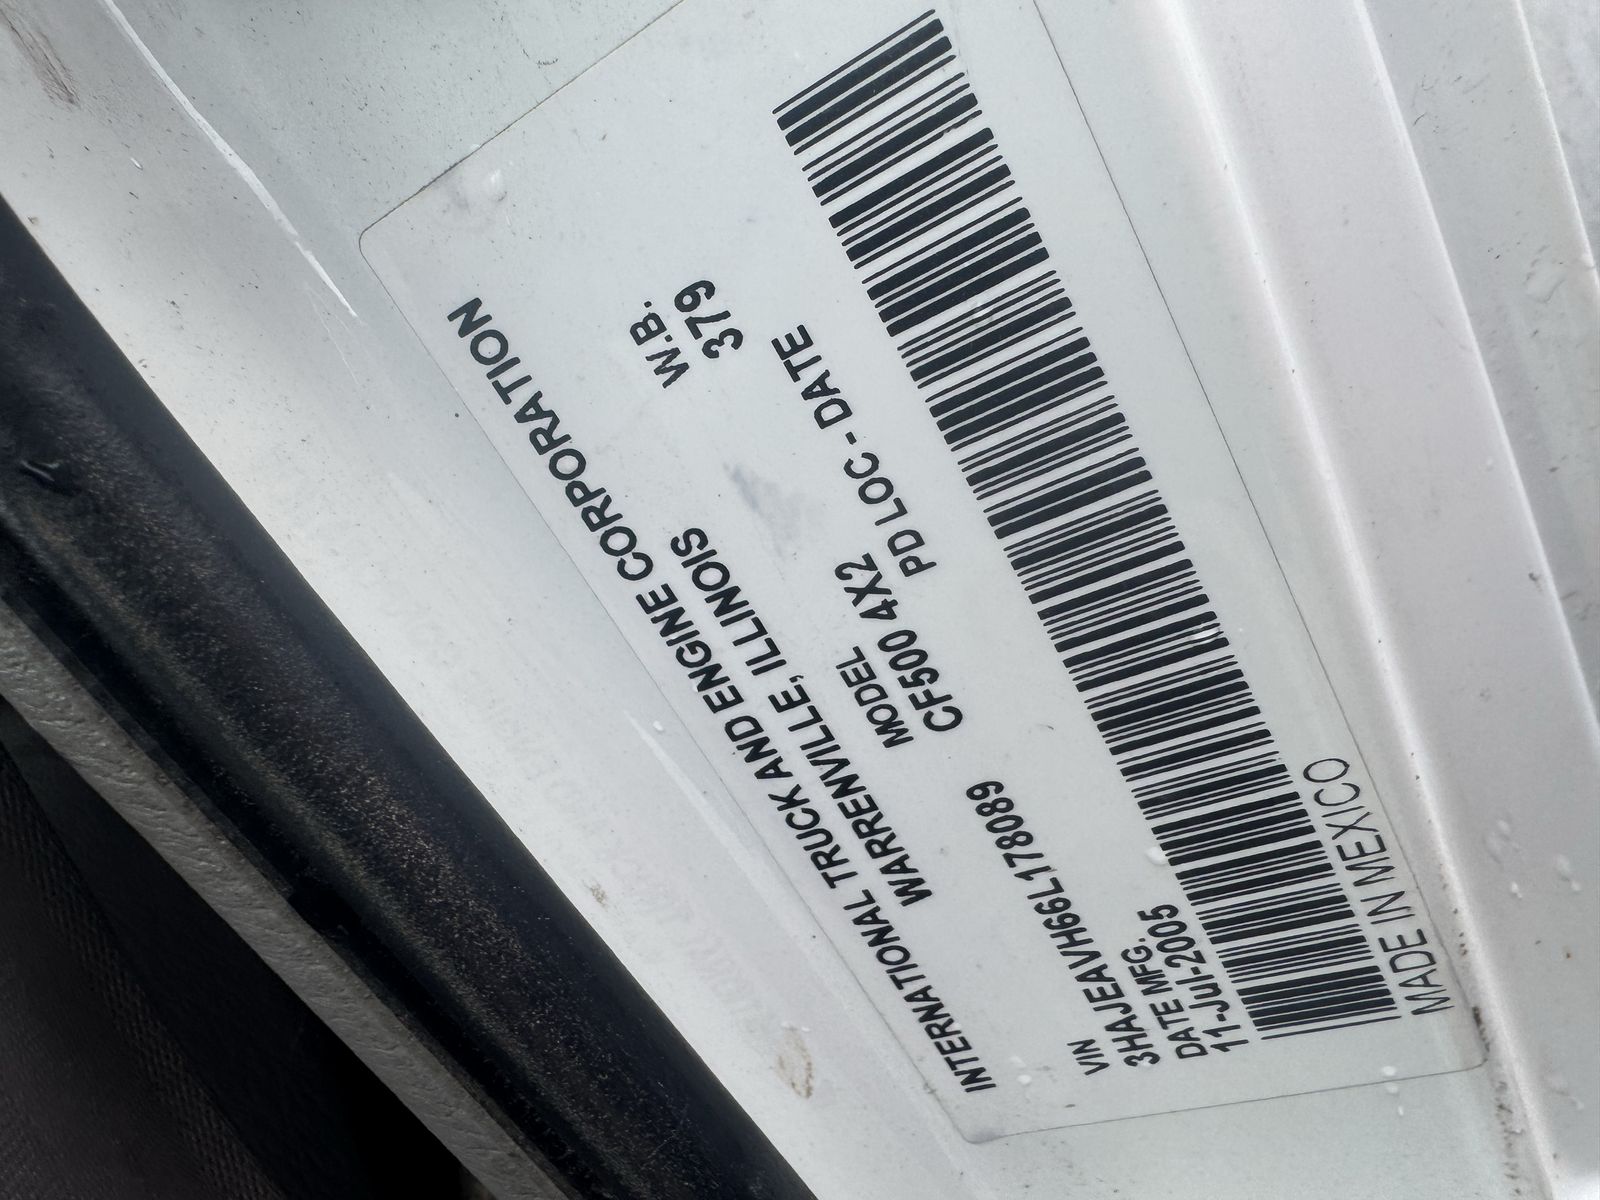 INTERNATIONAL TRUCK AND ENGINE CORPORATION
WARRENVILLE, ILLINOIS
VIN MODEL W.B.
3HAJEAVH66L178089 CF500 4X2 379
DATE MFG. PD LOC - DATE
11-Jul-2005
MADE IN MEXICO